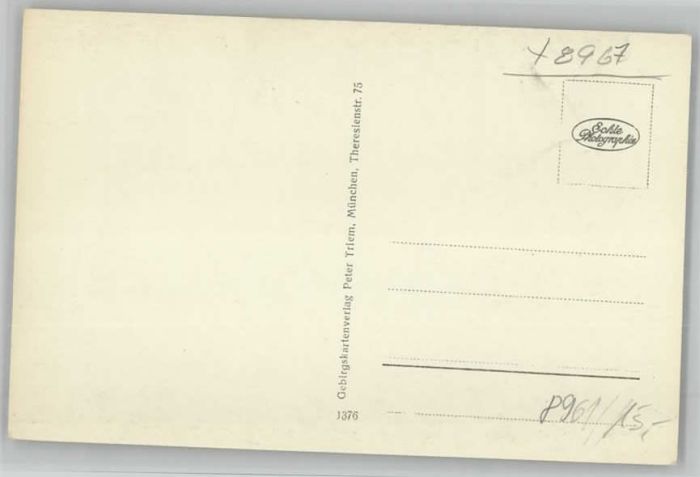 x 8967
Echte
Photographie
Gebirgskartenverlag Peter Triem, München, Theresienstr. 75
1376
8961//15,-